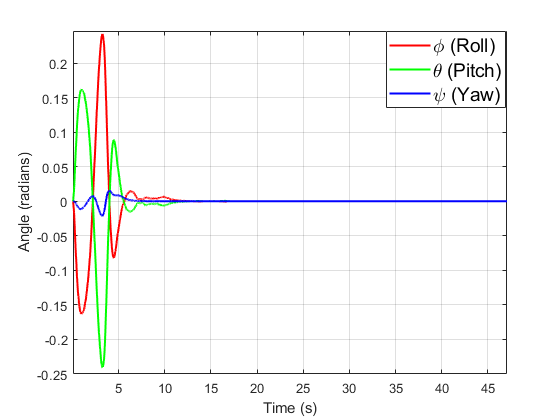 ϕ (Roll)
θ (Pitch)
ψ (Yaw)
0.2
0.15
0.1
0.05
0
-0.05
-0.1
-0.15
-0.2
-0.25
Angle (radians)
5 10 15 20 25 30 35 40 45
Time (s)